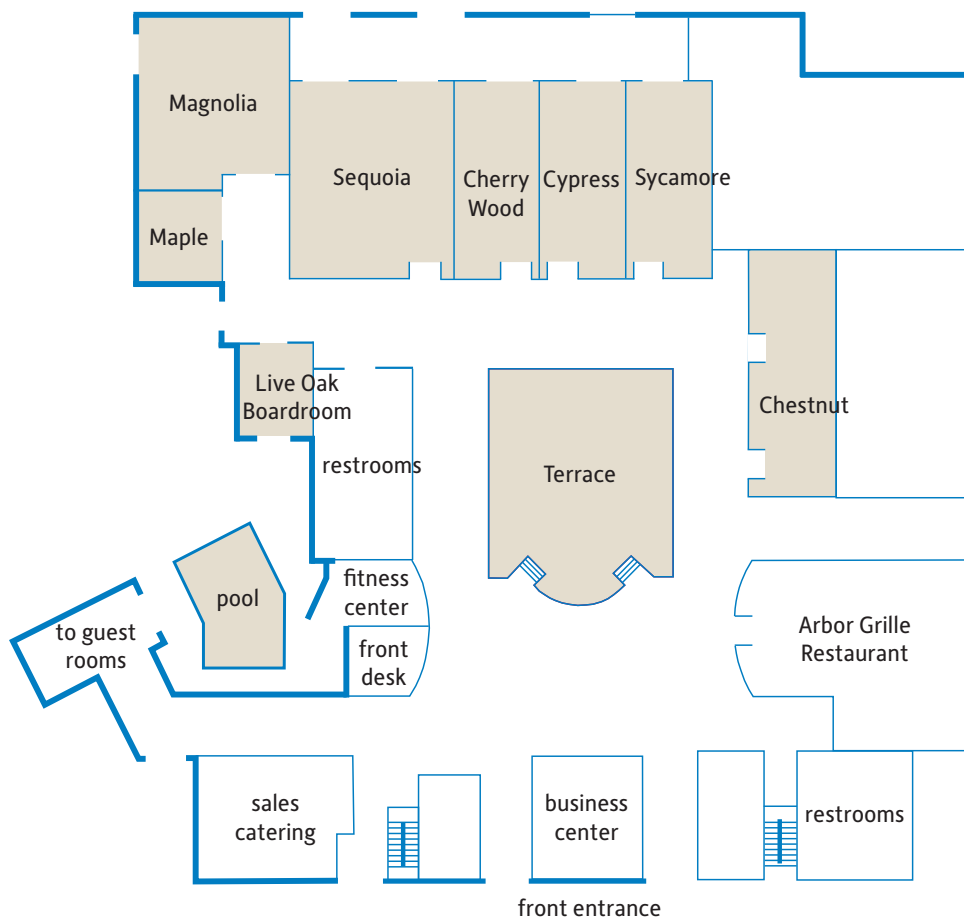 Magnolia
Sequoia
Cherry
Wood
Cypress
Sycamore
Maple
Live Oak
Boardroom
Chestnut
restrooms
Terrace
pool
fitness
center
to guest
rooms
front
desk
Arbor Grille
Restaurant
sales
catering
business
center
restrooms
front entrance